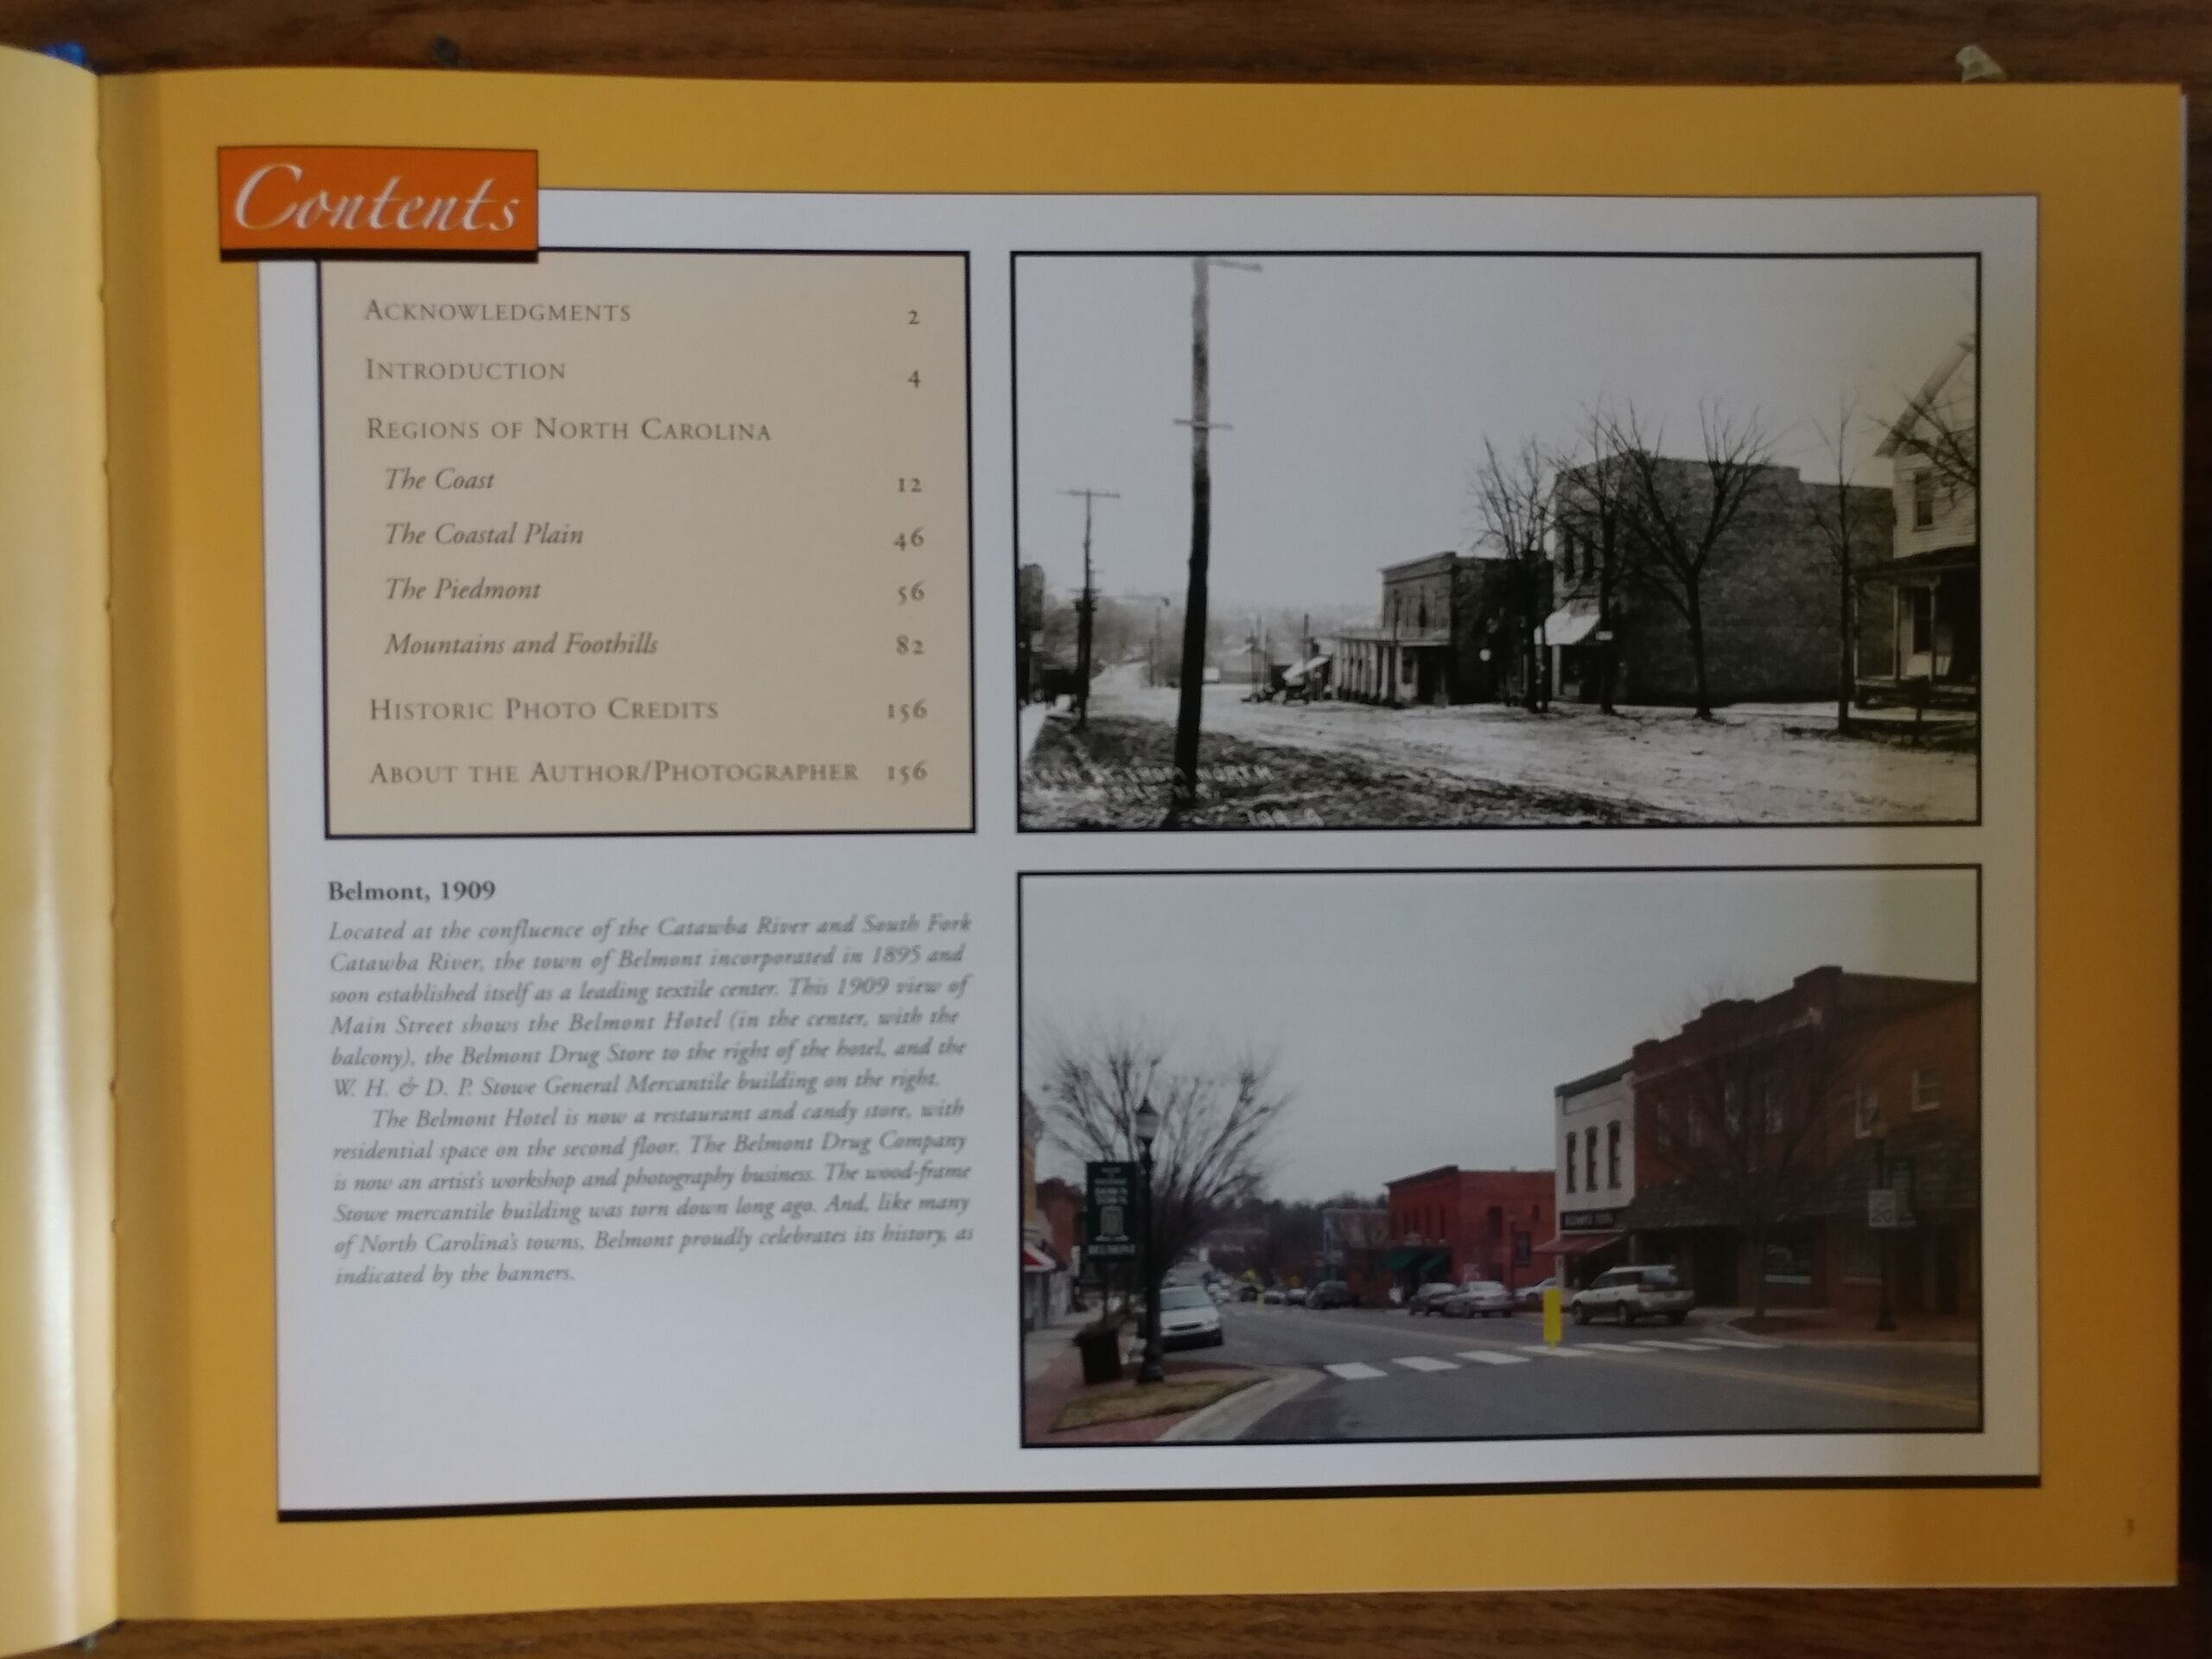 Contents
ACKNOWLEDGMENTS 2
INTRODUCTION 4
REGIONS OF NORTH CAROLINA
The Coast 12
The Coastal Plain 46
The Piedmont 56
Mountains and Foothills 82
HISTORIC PHOTO CREDITS 156
ABOUT THE AUTHOR/PHOTOGRAPHER 156
Belmont, 1909
Located at the confluence of the Catawba River and South Fork
Catawba River, the town of Belmont incorporated in 1895 and
soon established itself as a leading textile center. This 1909 view of
Main Street shows the Belmont Hotel (in the center, with the
balcony), the Belmont Drug Store to the right of the hotel, and the
W. H. & D. P. Stowe General Mercantile building on the right.
The Belmont Hotel is now a restaurant and candy store, with
residential space on the second floor. The Belmont Drug Company
is now an artist's workshop and photography business. The wood-frame
Stowe mercantile building was torn down long ago. And, like many
of North Carolina's towns, Belmont proudly celebrates its history, as
indicated by the banners.
NORTH
BELMONT
3